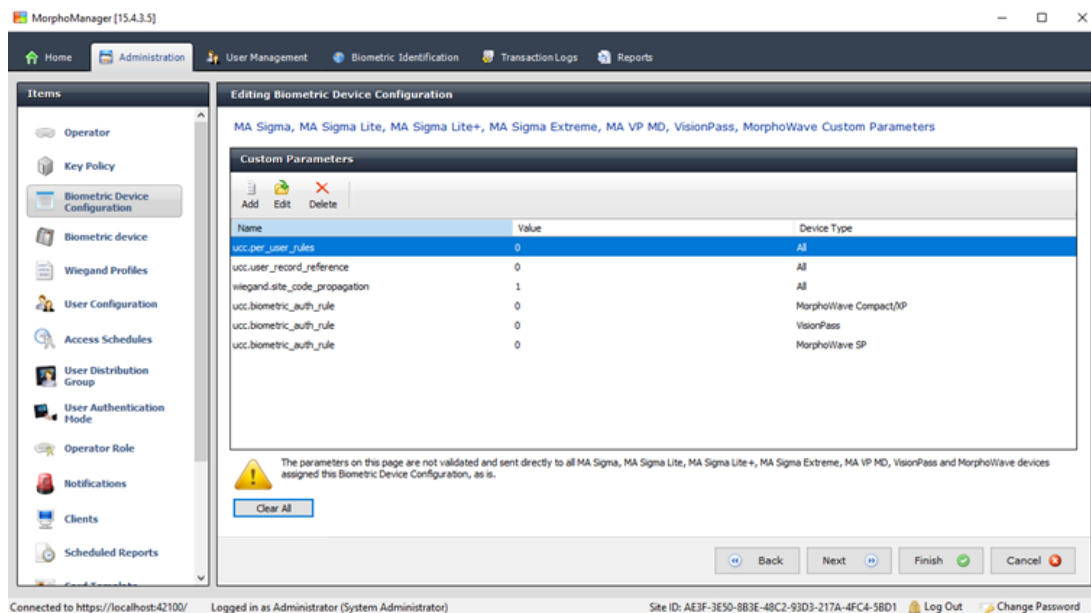 MorphoManager [15.4.3.5]
Home
Administration
User Management
Biometric Identification
Transaction Logs
Reports
Items
Operator
Key Policy
Biometric Device
Configuration
Biometric device
Wiegand Profiles
User Configuration
Access Schedules
User Distribution
Group
User Authentication
Mode
Operator Role
Notifications
Clients
Scheduled Reports
Editing Biometric Device Configuration
MA Sigma, MA Sigma Lite, MA Sigma Lite+, MA Sigma Extreme, MA VP MD, VisionPass, MorphoWave Custom Parameters
Custom Parameters
Add Edit Delete
Name Value Device Type
ucc.per_user_rules 0 All
ucc.user_record_reference 0 All
wiegand.site_code_propagation 1 All
ucc.biometric_auth_rule 0 MorphoWave Compact/XP
ucc.biometric_auth_rule 0 VisionPass
ucc.biometric_auth_rule 0 MorphoWave SP
The parameters on this page are not validated and sent directly to all MA Sigma, MA Sigma Lite, MA Sigma Lite+, MA Sigma Extreme, MA VP MD, VisionPass and MorphoWave devices
assigned this Biometric Device Configuration, as is.
Clear All
Back Next Finish Cancel
Connected to https://localhost:42100/ Logged in as Administrator (System Administrator) Site ID: AE3F-3E50-8B3E-48C2-93D3-217A-4FC4-5BD1 Log Out Change Password